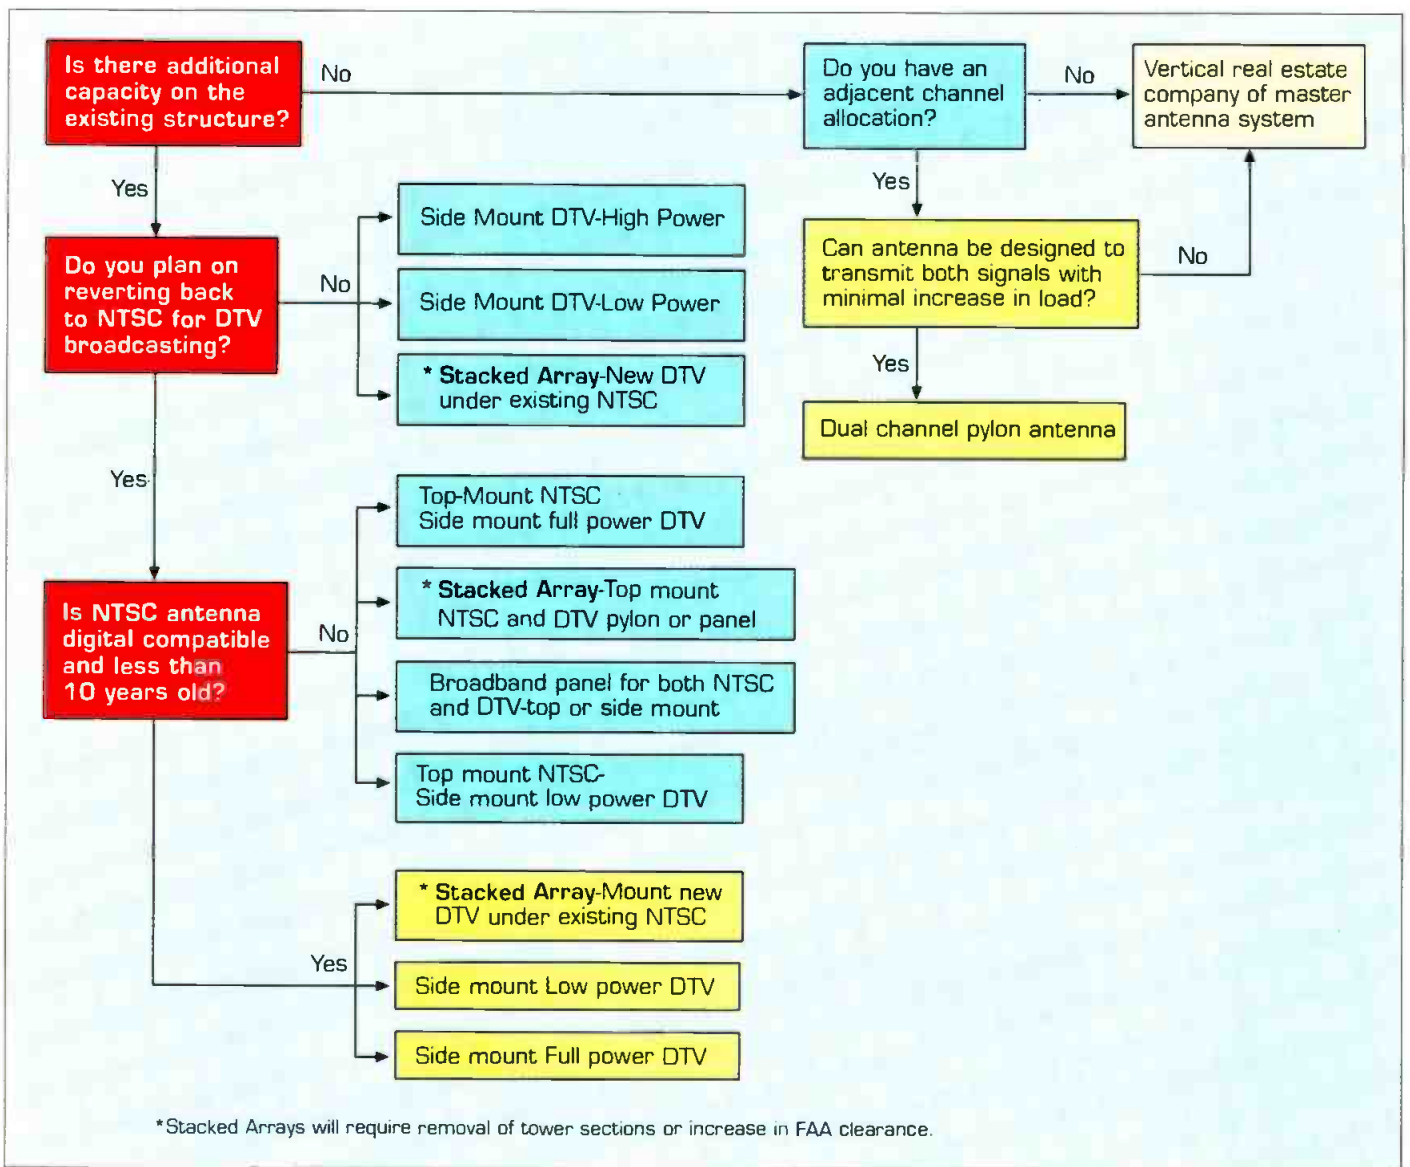 Is there additional
capacity on the
existing structure?
No
Do you have an
adjacent channel
allocation?
No
Vertical real estate
company of master
antenna system
Yes
Yes
Side Mount DTV-High Power
Do you plan on
reverting back
to NTSC for DTV
broadcasting?
No
Side Mount DTV-Low Power
* Stacked Array-New DTV
under existing NTSC
Can antenna be designed to
transmit both signals with
minimal increase in load?
No
Yes
Dual channel pylon antenna
Yes
Top-Mount NTSC
Side mount full power DTV
* Stacked Array-Top mount
NTSC and DTV pylon or panel
Is NTSC antenna
digital compatible
and less than
10 years old?
No
Broadband panel for both NTSC
and DTV-top or side mount
Top mount NTSC-
Side mount low power DTV
* Stacked Array-Mount new
DTV under existing NTSC
Yes
Side mount Low power DTV
Side mount Full power DTV
*Stacked Arrays will require removal of tower sections or increase in FAA clearance.